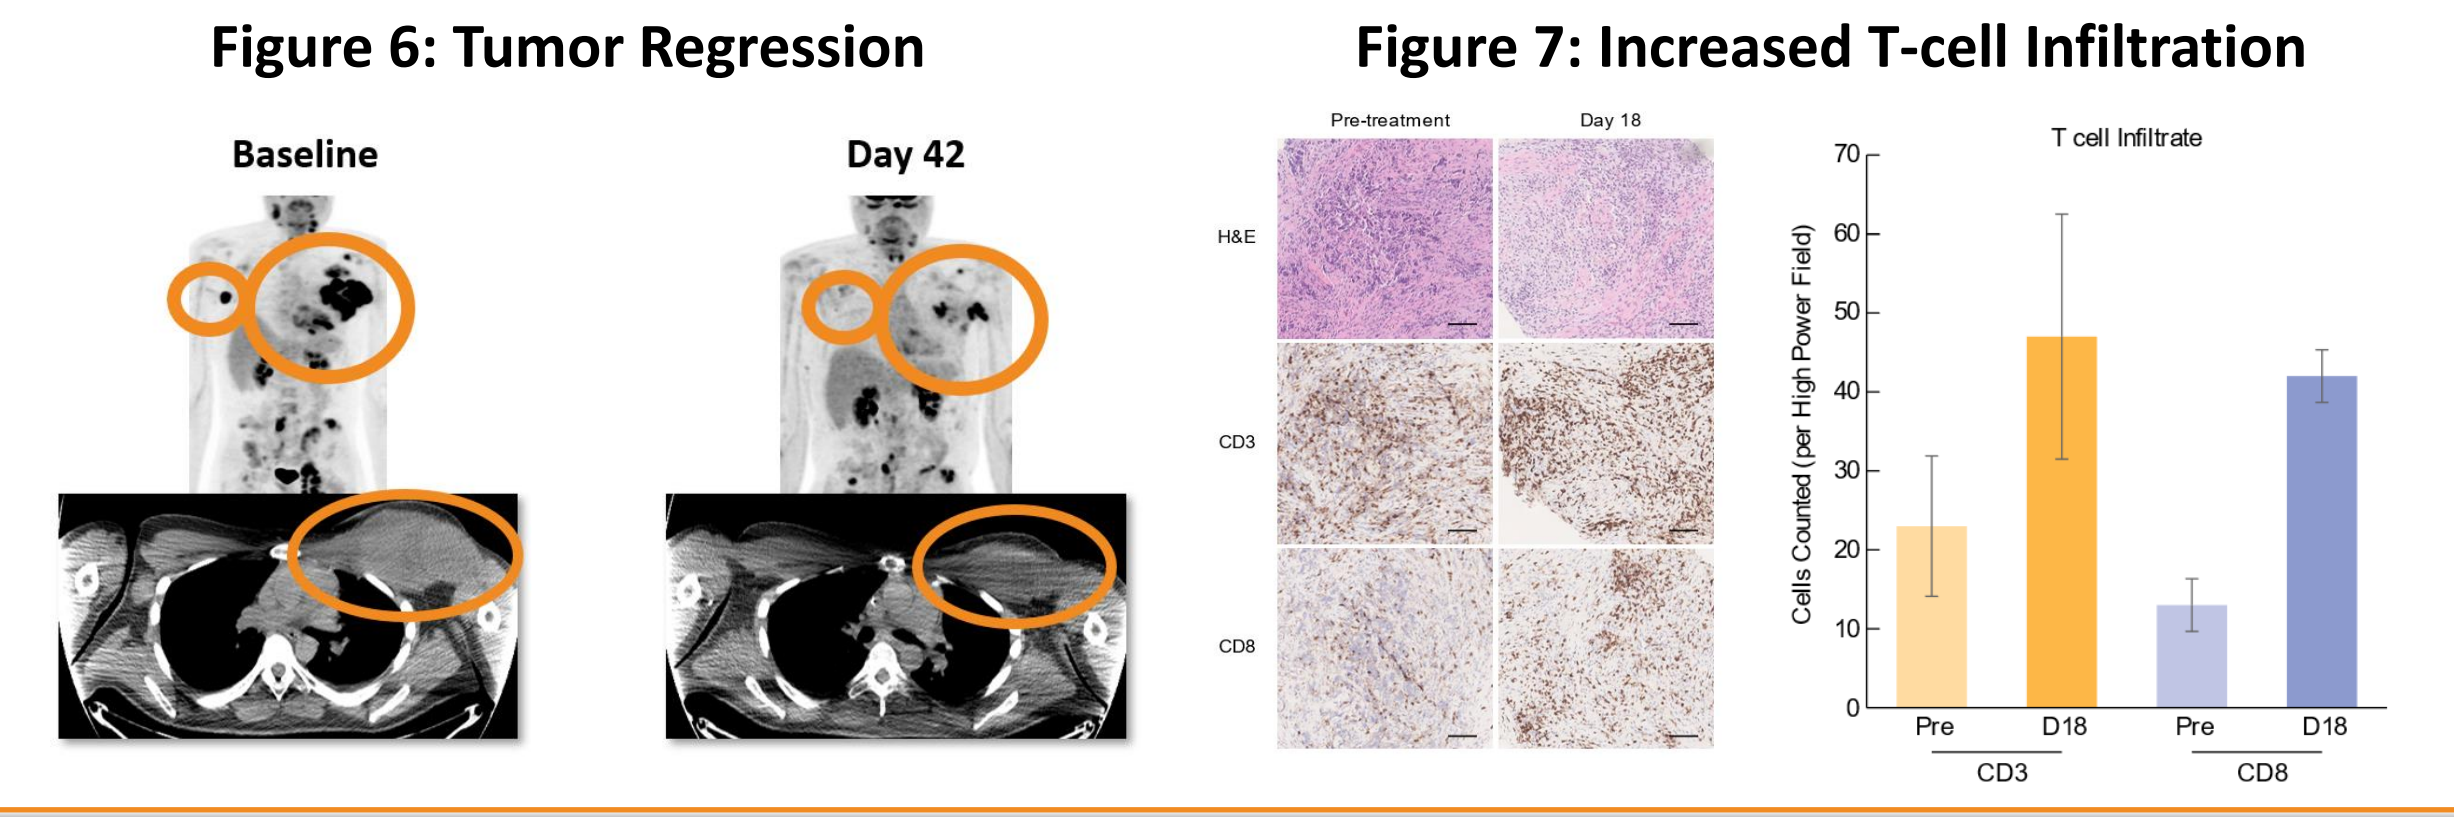 Figure 6: Tumor Regression
Baseline
Day 42
Figure 7: Increased T-cell Infiltration
Pre-treatment
Day 18
H&E
CD3
CD8
T cell Infiltrate
Cells Counted (per High Power Field)
70
60
50
40
30
20
10
0
Pre
D18
Pre
D18
CD3
CD8